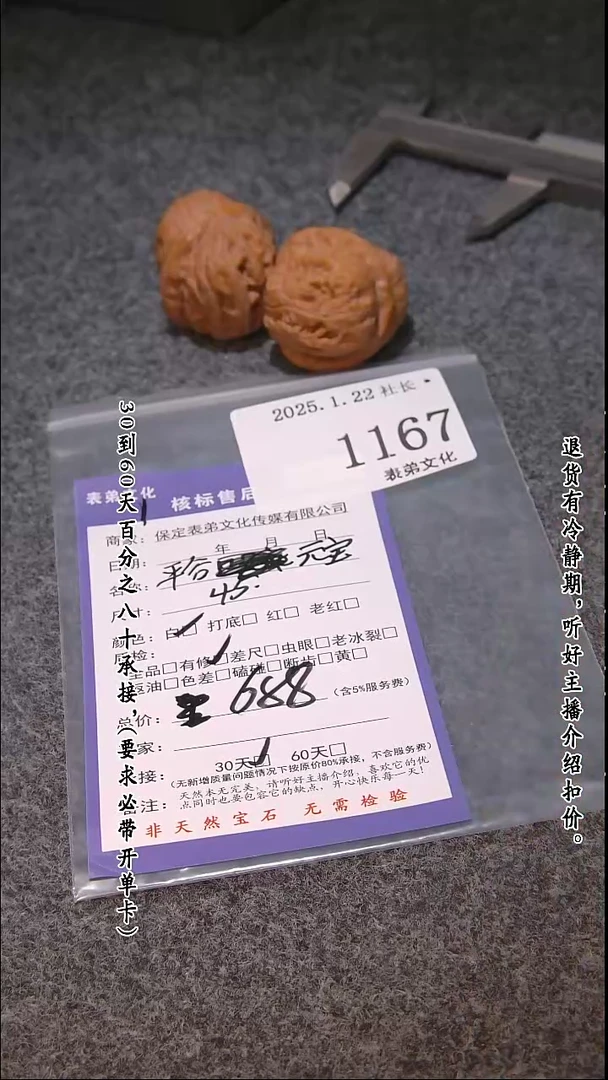 2025.1.22 社长
1167
表弟文化
表弟文化 核标售后
商家：保定表弟文化传媒有限公司
日期： 年 月 日
名称： 元宝
尺寸： 45.
颜色：白□ 打底□ 红□ 老红□
质检：
全品□有修□差尺□虫眼□老冰裂□
返油□色差□磕碰□断齿□黄□
总价： 688 (含5%服务费)
家：
接： 30天□ 60天□
(无新增质量问题情况下按原价80%承接，不含服务费)
备注：天然本无完美，请听好主播介绍，喜欢它的优
点同时也要包容它的缺点，开心快乐每一天！
非天然宝石 无需检验
30到60天百分之八十承接，(要求必带开单卡)
退货有冷静期，听好主播介绍扣价。